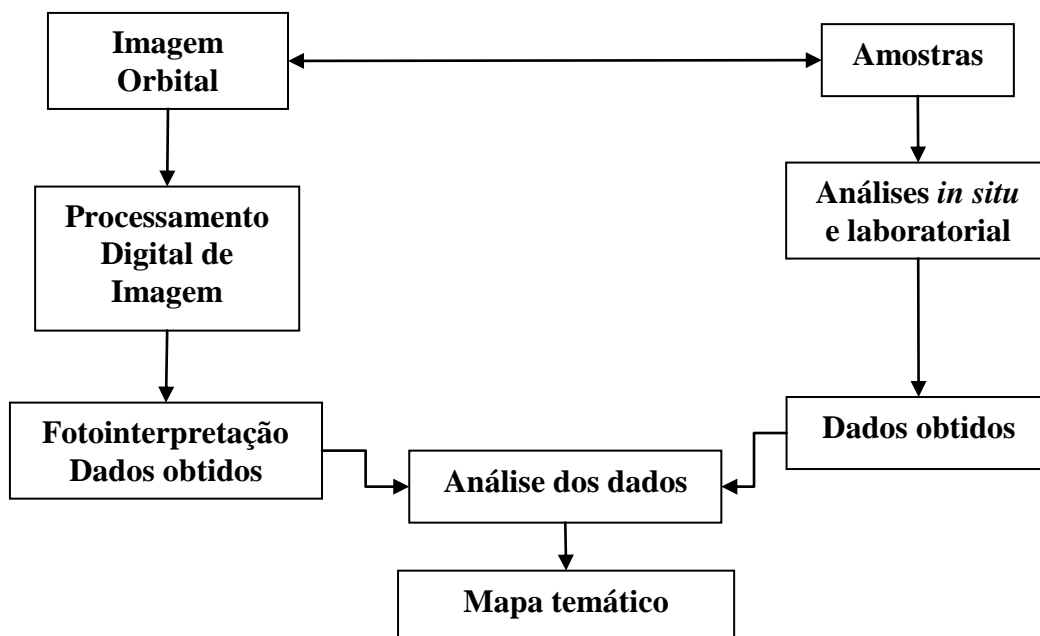 Imagem
Orbital
Amostras
Processamento
Digital de
Imagem
Análises in situ
e laboratorial
Fotointerpretação
Dados obtidos
Dados obtidos
Análise dos dados
Mapa temático